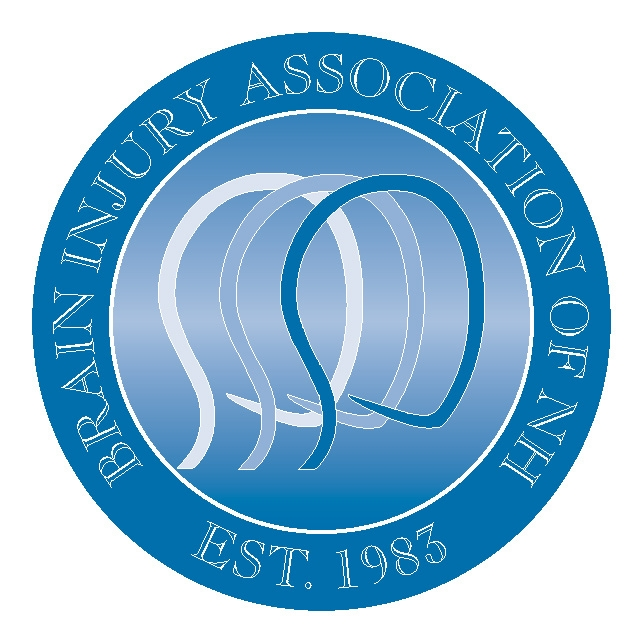 BRAIN INJURY ASSOCIATION OF NH
EST. 1983